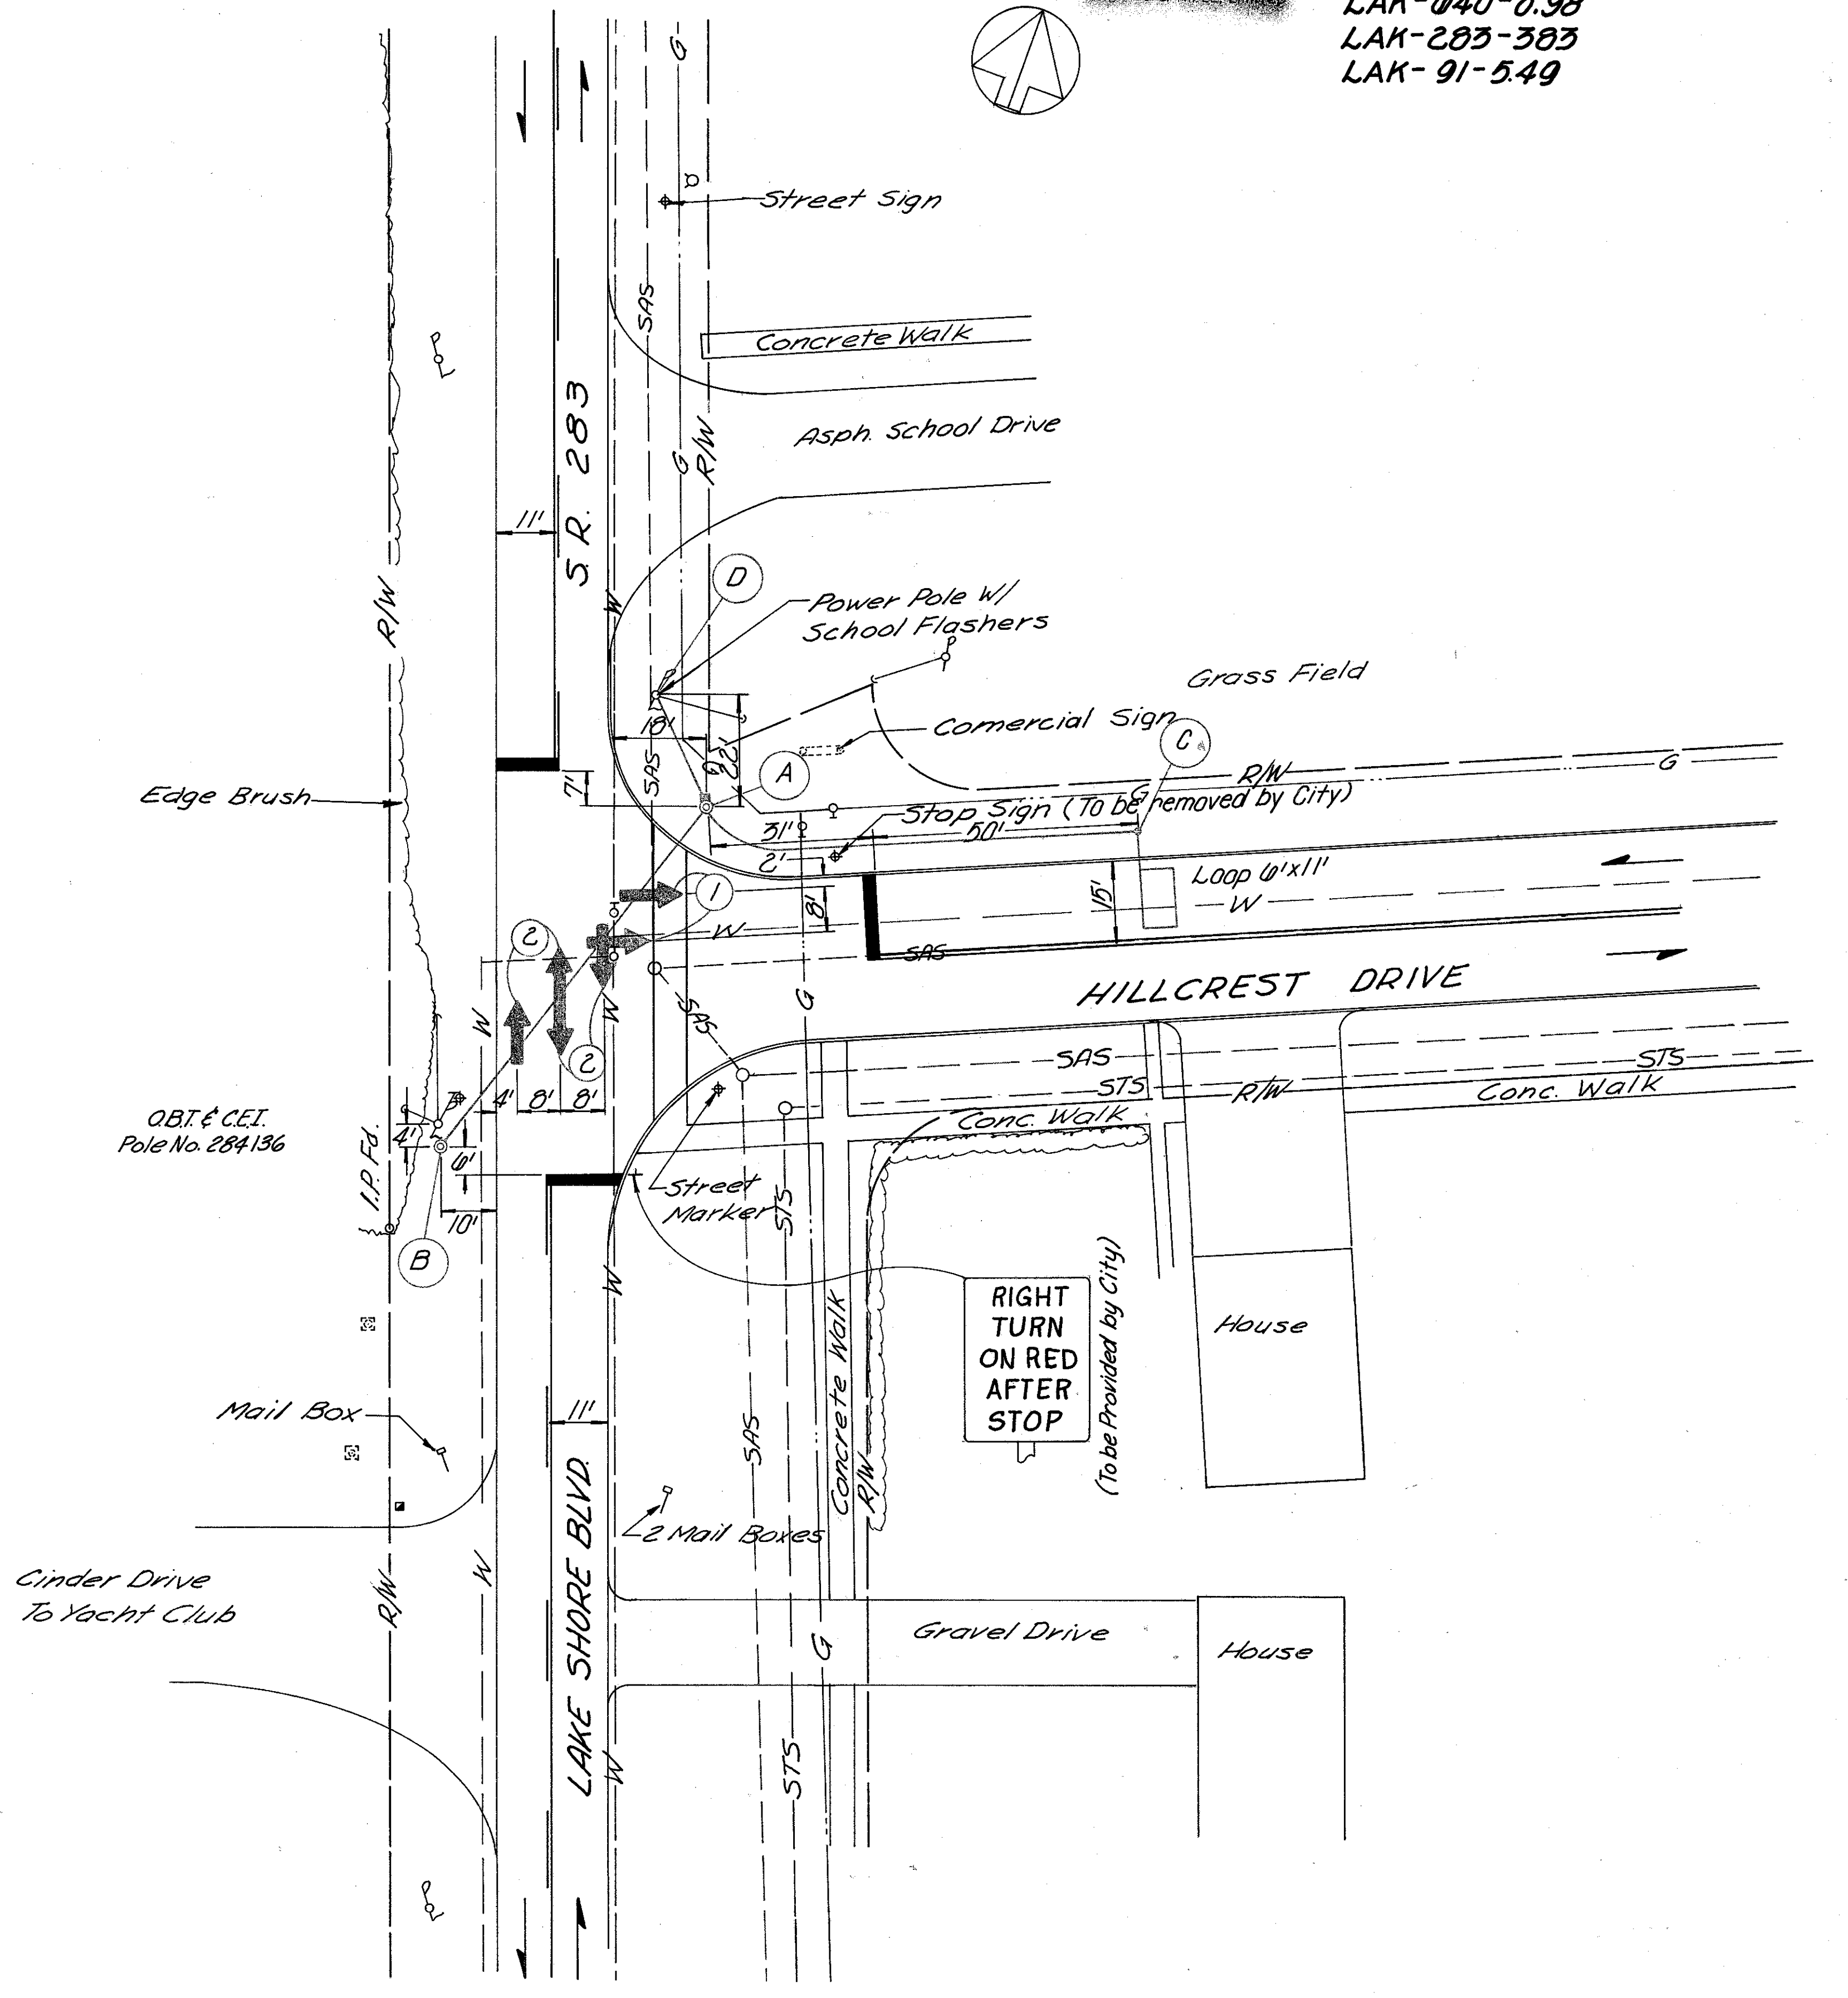 LAK-283-383
LAK-91-5.49
G
Street Sign
SAS
Concrete Walk
S.R. 283
G
R/W
Asph. School Drive
11'
R/W
W
D
Power Pole W/
School Flashers
Grass Field
Comercial Sign
C
18'
22'
SAS
G
A
R/W
G
G
Edge Brush
7'
Stop Sign (To be removed by City)
31'
50'
2'
Loop 6'x11'
1
8'
15'
W
W
2
SAS
HILLCREST DRIVE
W
W
SAS
G
2
SAS
STS
STS
4'
8'
8'
R/W
Conc. Walk
Conc. Walk
O.B.T. & C.E.I.
Pole No. 284136
4'
6'
I.P. Fd.
10'
Street
Marker
STS
B
W
RIGHT
TURN
ON RED
AFTER
STOP
(To be Provided by City)
House
Concrete Walk
Mail Box
11'
SAS
R/W
2 Mail Boxes
LAKE SHORE BLVD.
W
Cinder Drive
To Yacht Club
R/W
G
Gravel Drive
House
W
STS